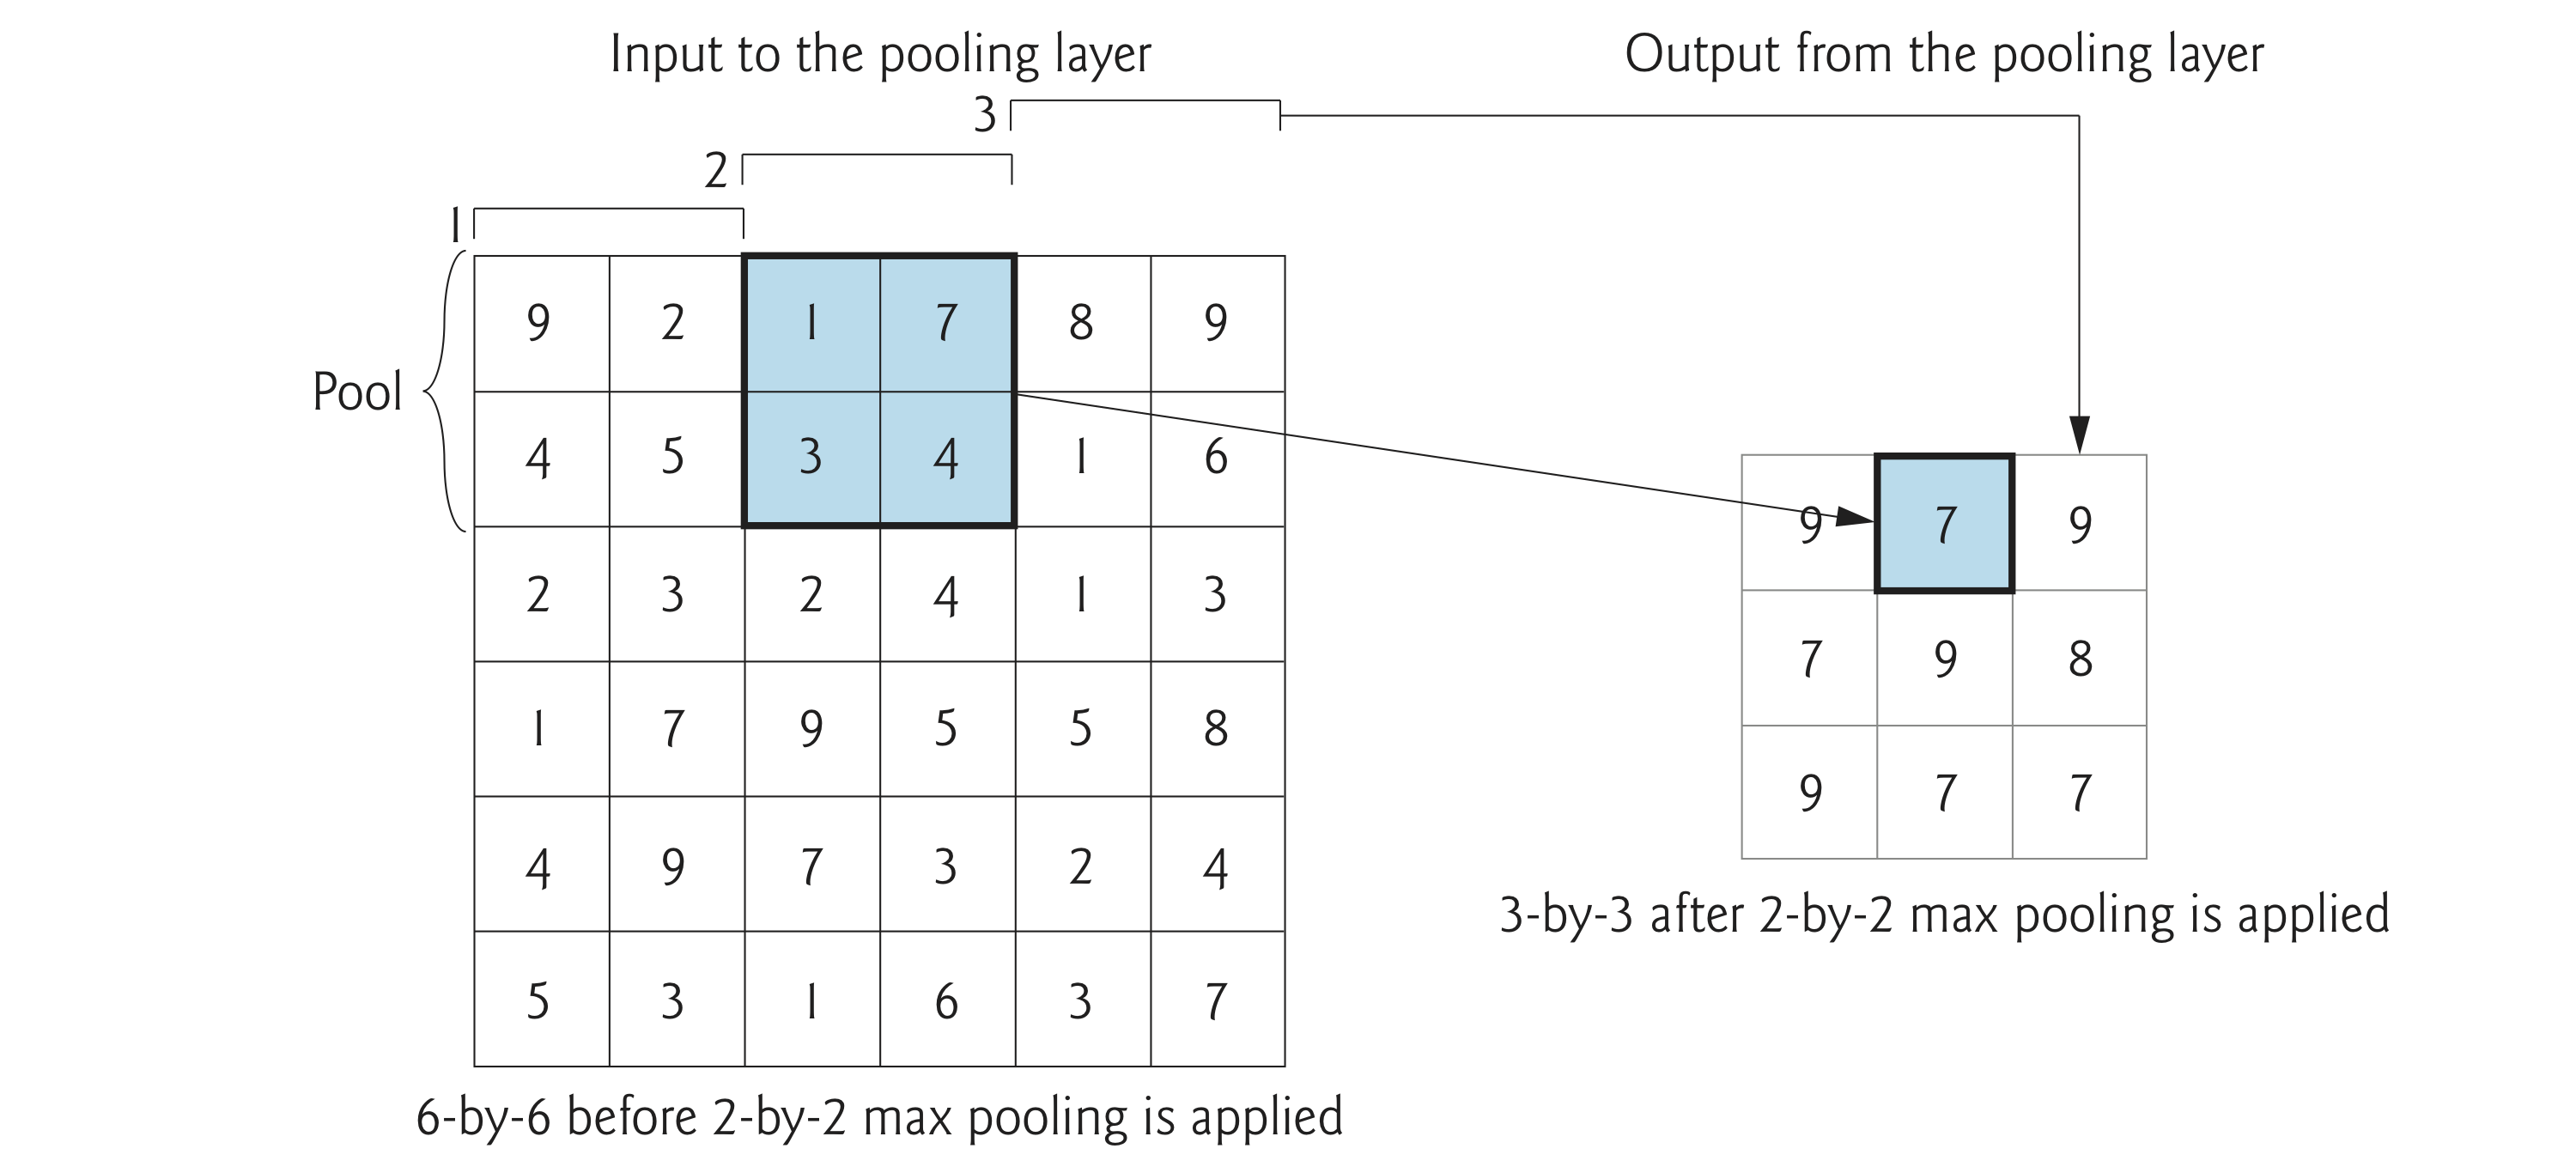 Input to the pooling layer
Output from the pooling layer
3
2
1
Pool
9 2 1 7 8 9
4 5 3 4 1 6
2 3 2 4 1 3
1 7 9 5 5 8
4 9 7 3 2 4
5 3 1 6 3 7
6-by-6 before 2-by-2 max pooling is applied
9 7 9
7 9 8
9 7 7
3-by-3 after 2-by-2 max pooling is applied